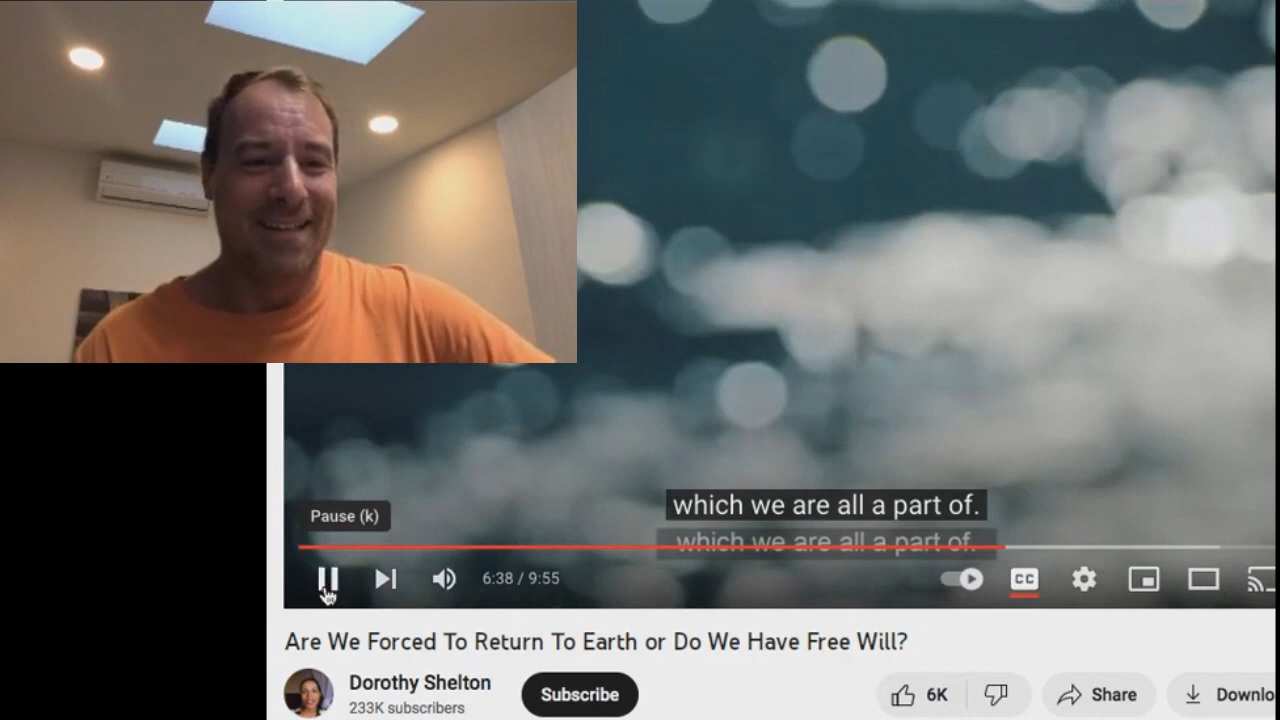 which we are all a part of.
which we are all a part of.
Pause (k)
6:38 / 9:55
CC
Are We Forced To Return To Earth or Do We Have Free Will?
Dorothy Shelton
233K subscribers
Subscribe
6K
Share
Downlo